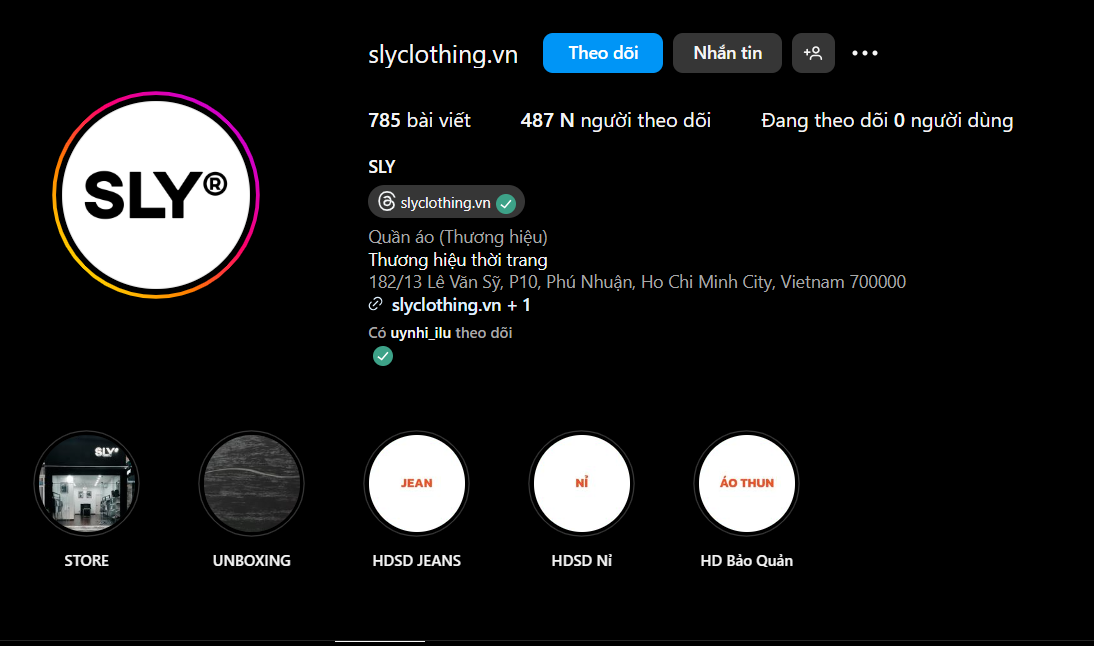 slyclothing.vn Theo dõi Nhắn tin
785 bài viết 487 N người theo dõi Đang theo dõi 0 người dùng
SLY®
SLY
slyclothing.vn
Quần áo (Thương hiệu)
Thương hiệu thời trang
182/13 Lê Văn Sỹ, P10, Phú Nhuận, Ho Chi Minh City, Vietnam 700000
slyclothing.vn + 1
Có uynhi_ilu theo dõi
SLY®
JEAN
NỈ
ÁO THUN
STORE
UNBOXING
HDSD JEANS
HDSD Nỉ
HD Bảo Quản